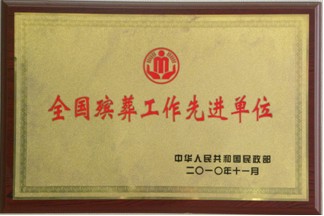 全国殡葬工作先进单位
中华人民共和国民政部
二〇一〇年十一月